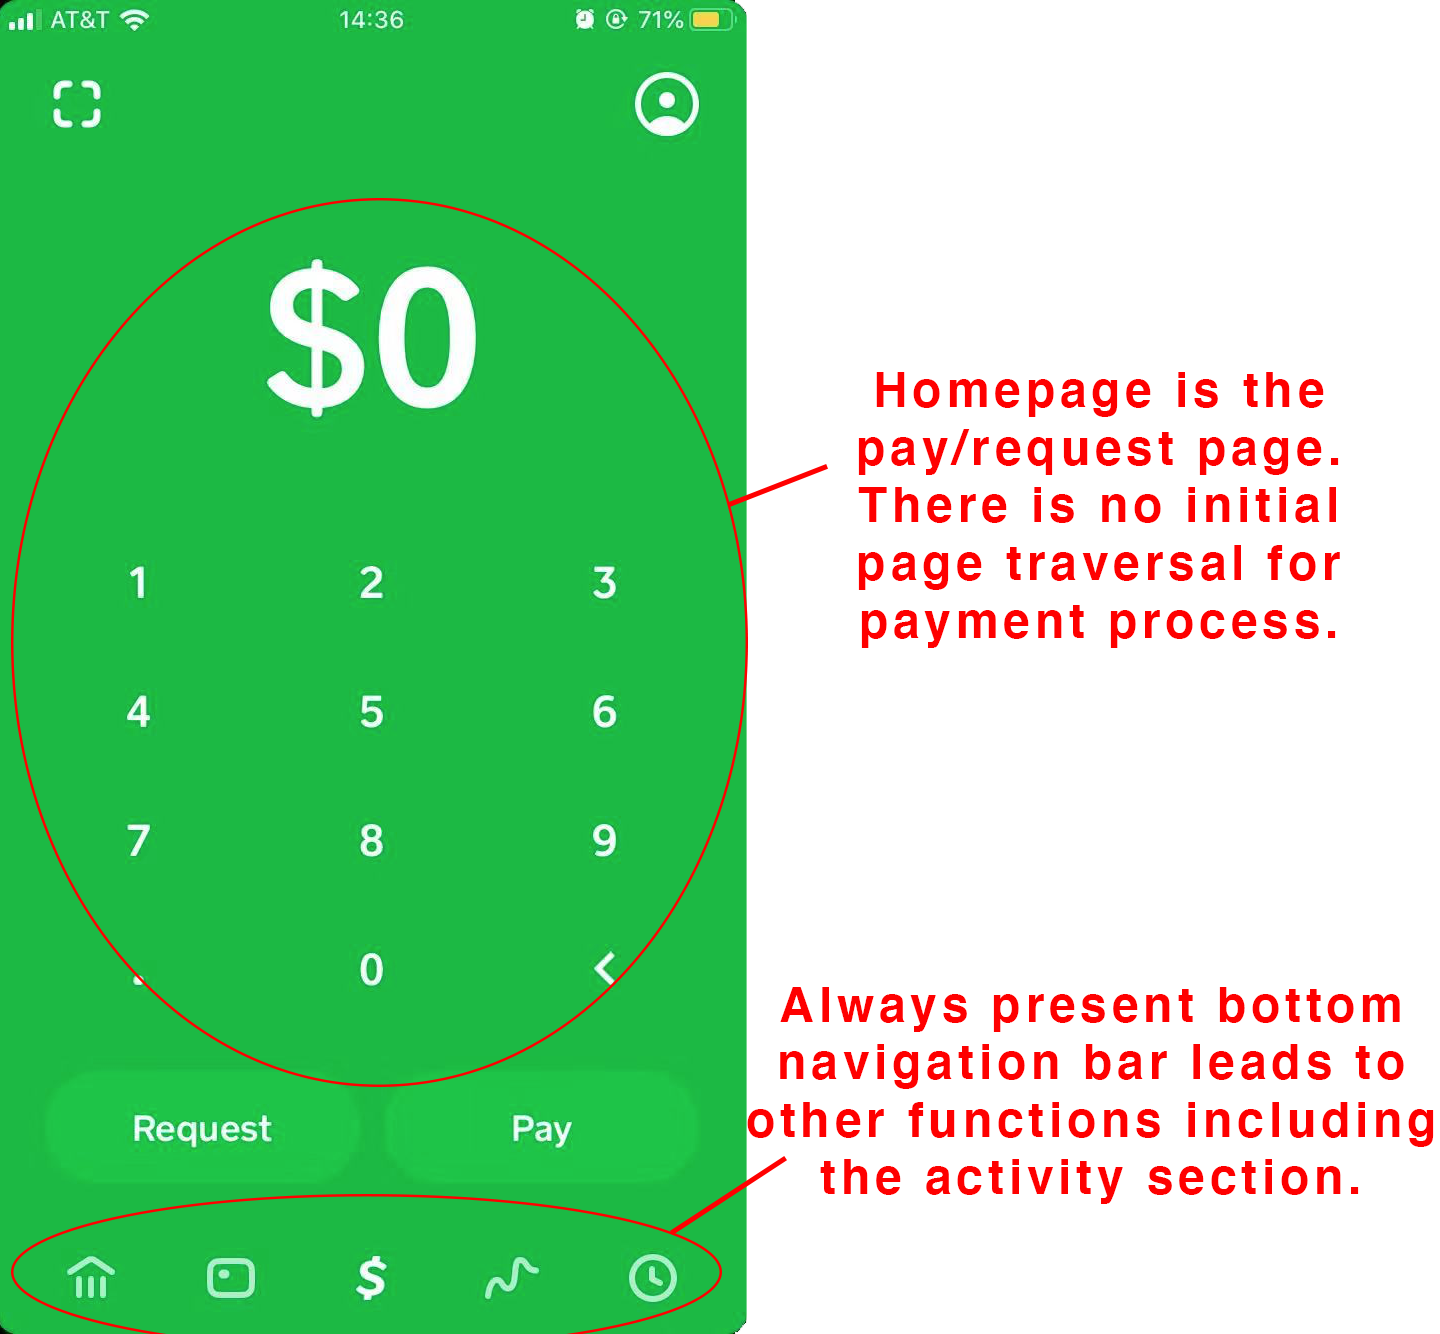 AT&T 14:36 71%
$0
1 2 3
4 5 6
7 8 9
. 0 <
Request Pay
$
Homepage is the
pay/request page.
There is no initial
page traversal for
payment process.
Always present bottom
navigation bar leads to
other functions including
the activity section.